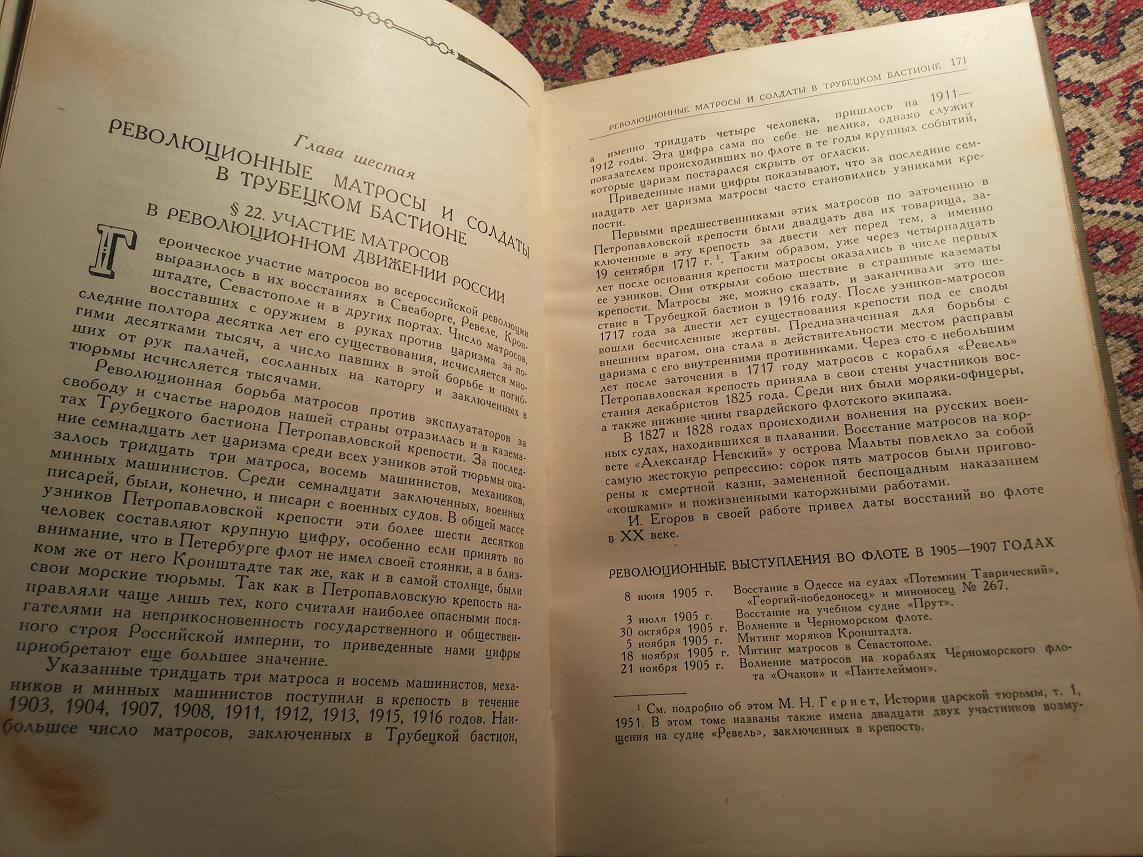 Глава шестая
РЕВОЛЮЦИОННЫЕ МАТРОСЫ И СОЛДАТЫ
В ТРУБЕЦКОМ БАСТИОНЕ
§ 22. УЧАСТИЕ МАТРОСОВ
В РЕВОЛЮЦИОННОМ ДВИЖЕНИИ РОССИИ
Героическое участие матросов во всероссийской революции
выразилось в их восстаниях в Свеаборге, Ревеле, Крон-
штадте, Севастополе и в других портах. Число матросов,
восставших с оружием в руках против царизма за по-
следние полтора десятка лет его существования, исчисляется мно-
гими десятками тысяч, а число павших в этой борьбе и погиб-
ших от рук палачей, сосланных на каторгу и заключенных в
тюрьмы исчисляется тысячами.
Революционная борьба матросов против эксплуататоров за
свободу и счастье народов нашей страны отразилась и в казема-
тах Трубецкого бастиона Петропавловской крепости. За послед-
ние семнадцать лет царизма среди всех узников этой тюрьмы ока-
залось тридцать три матроса, восемь машинистов, механиков,
минных машинистов. Среди семнадцати заключенных, военных
писарей, были, конечно, и писари с военных судов. В общей массе
узников Петропавловской крепости эти более шести десятков
человек составляют крупную цифру, особенно если принять во
внимание, что в Петербурге флот не имел своей стоянки, а в близ-
ком же от него Кронштадте так же, как и в самой столице, были
свои морские тюрьмы. Так как в Петропавловскую крепость на-
правляли чаще лишь тех, кого считали наиболее опасными пося-
гателями на неприкосновенность государственного и обществен-
ного строя Российской империи, то приведенные нами цифры
приобретают еще большее значение.
Указанные тридцать три матроса и восемь машинистов, меха-
ников и минных машинистов поступили в крепость в течение
1903, 1904, 1907, 1908, 1911, 1912, 1913, 1915, 1916 годов. Наи-
большее число матросов, заключенных в Трубецкой бастион,
РЕВОЛЮЦИОННЫЕ МАТРОСЫ И СОЛДАТЫ В ТРУБЕЦКОМ БАСТИОНЕ 171
а именно тридцать четыре человека, пришлось на 1911—
1912 годы. Эта цифра сама по себе не велика, однако служит
показателем происходивших во флоте в те годы крупных событий,
которые царизм постарался скрыть от огласки.
Приведенные нами цифры показывают, что за последние сем-
надцать лет царизма матросы часто становились узниками кре-
пости.
Первыми предшественниками этих матросов по заточению в
Петропавловской крепости были двадцать два их товарища, за-
ключенные в эту крепость за двести лет перед тем, а именно
19 сентября 1717 г. ¹. Таким образом, уже через четырнадцать
лет после основания крепости матросы оказались в числе первых
ее узников. Они открыли собою шествие в страшные казематы
крепости. Матросы же, можно сказать, и заканчивали это ше-
ствие в Трубецкой бастион в 1916 году. После узников-матросов
1717 года за двести лет существования крепости под ее своды
вошли бесчисленные жертвы. Предназначенная для борьбы с
внешним врагом, она стала в действительности местом расправы
царизма с его внутренними противниками. Через сто с небольшим
лет после заточения в 1717 году матросов с корабля «Ревель»
Петропавловская крепость приняла в свои стены участников вос-
стания декабристов 1825 года. Среди них были моряки-офицеры,
а также нижние чины гвардейского флотского экипажа.
В 1827 и 1828 годах происходили волнения на русских воен-
ных судах, находившихся в плавании. Восстание матросов на кор-
вете «Александр Невский» у острова Мальты повлекло за собой
самую жестокую репрессию: сорок пять матросов были пригово-
рены к смертной казни, замененной беспощадным наказанием
«кошками» и пожизненными каторжными работами.
И. Егоров в своей работе привел даты восстаний во флоте
в XX веке.
РЕВОЛЮЦИОННЫЕ ВЫСТУПЛЕНИЯ ВО ФЛОТЕ В 1905—1907 ГОДАХ
8 июня 1905 г. Восстание в Одессе на судах «Потемкин Таврический»,
«Георгий-победоносец» и миноносец № 267.
3 июля 1905 г. Восстание на учебном судне «Прут».
30 октября 1905 г. Волнение в Черноморском флоте.
5 ноября 1905 г. Митинг моряков Кронштадта.
18 ноября 1905 г. Митинг матросов в Севастополе.
21 ноября 1905 г. Волнение матросов на кораблях Черноморского фло-
та «Очаков» и «Пантелеймон».
¹ См. подробно об этом М. Н. Гернет, История царской тюрьмы, т. 1,
1951. В этом томе названы также имена двадцати двух участников возму-
щения на судне «Ревель», заключенных в крепость.